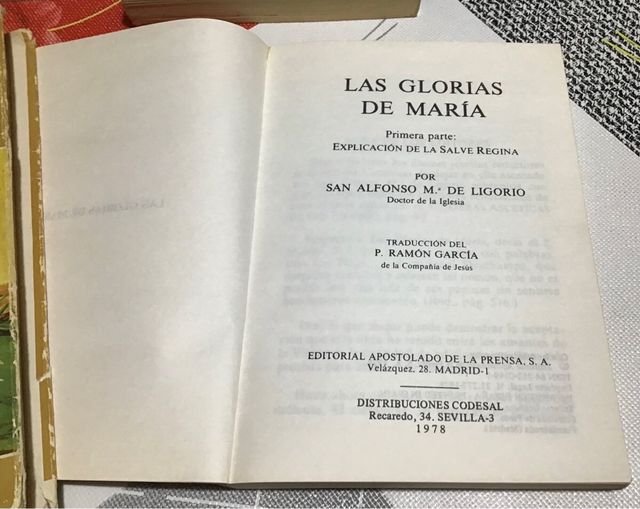 LAS GLORIAS
DE MARÍA
Primera parte:
EXPLICACIÓN DE LA SALVE REGINA
POR
SAN ALFONSO M.ª DE LIGORIO
Doctor de la Iglesia
TRADUCCIÓN DEL
P. RAMÓN GARCÍA
de la Compañía de Jesús
EDITORIAL APOSTOLADO DE LA PRENSA, S. A.
Velázquez, 28. MADRID-1
DISTRIBUCIONES CODESAL
Recaredo, 34. SEVILLA-3
1978